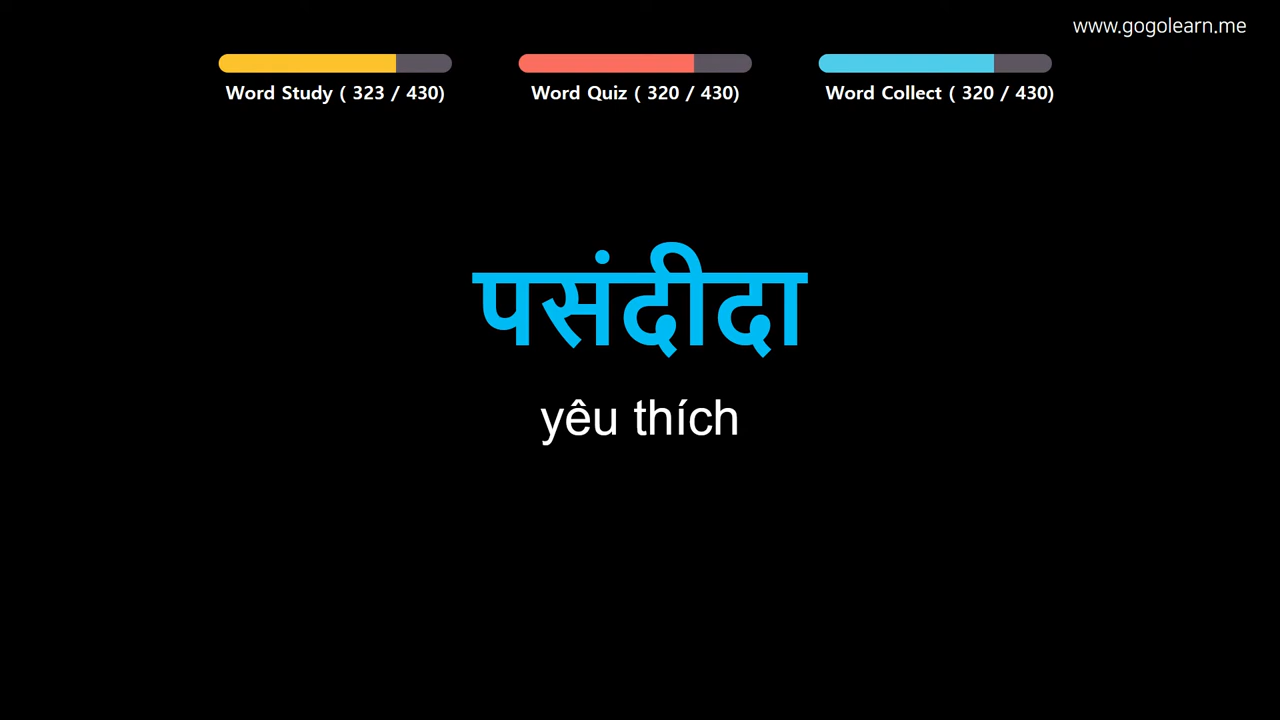 www.gogolearn.me
Word Study ( 323 / 430)
Word Quiz ( 320 / 430)
Word Collect ( 320 / 430)
पसंदीदा
yêu thích